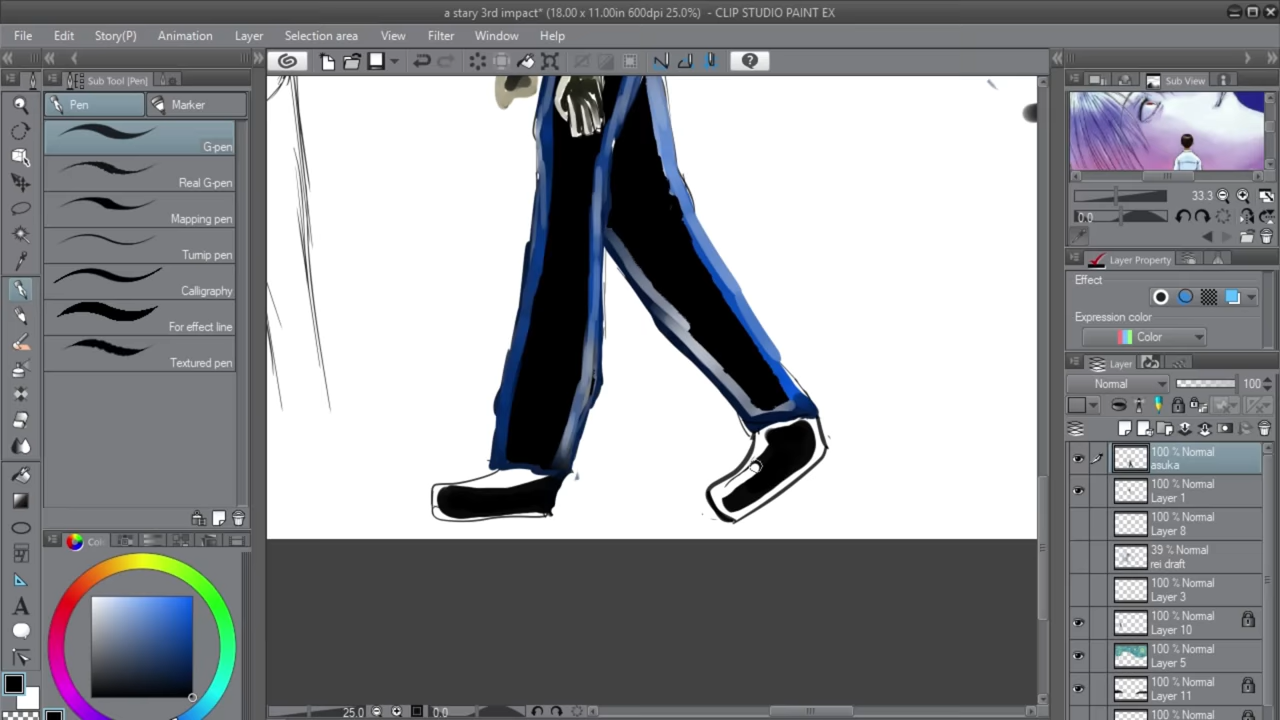 a stary 3rd impact* (18.00 x 11.00in 600dpi 25.0%) - CLIP STUDIO PAINT EX
File Edit Story(P) Animation Layer Selection area View Filter Window Help
Sub Tool [Pen]
Pen Marker
G-pen
Real G-pen
Mapping pen
Turnip pen
Calligraphy
For effect line
Textured pen
Sub View
33.3
0.0
Layer Property
Effect
Expression color
Color
Layer
Normal 100
100 % Normal
asuka
100 % Normal
Layer 1
100 % Normal
Layer 8
39 % Normal
rei draft
100 % Normal
Layer 3
100 % Normal
Layer 10
100 % Normal
Layer 5
100 % Normal
Layer 11
100 % Normal
25.0 0.0